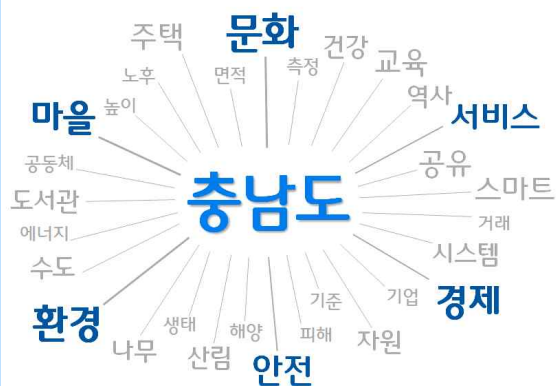 문화
주택
건강
측정
교육
노후
면적
역사
높이
마을
서비스
공동체
공유
충남도
스마트
도서관
거래
에너지
시스템
수도
기업
경제
기준
환경
생태
해양
피해
자원
나무
산림
안전